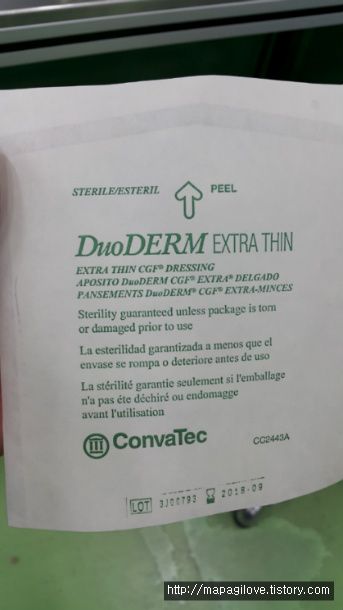 STERILE/ESTERIL PEEL
DuoDERM EXTRA THIN
EXTRA THIN CGF® DRESSING
APOSITO DuoDERM CGF® EXTRA® DELGADO
PANSEMENTS DuoDERM® CGF® EXTRA-MINCES
Sterility guaranteed unless package is torn
or damaged prior to use
La esterilidad garantizada a menos que el
envase se rompa o deteriore antes de uso
La stérilité garantie seulement si l'emballage
n'a pas éte déchiré ou endomagge
avant l'utilisation
ConvaTec CC2443A
LOT 3J00793 2018-09
http://mapagilove.tistory.com